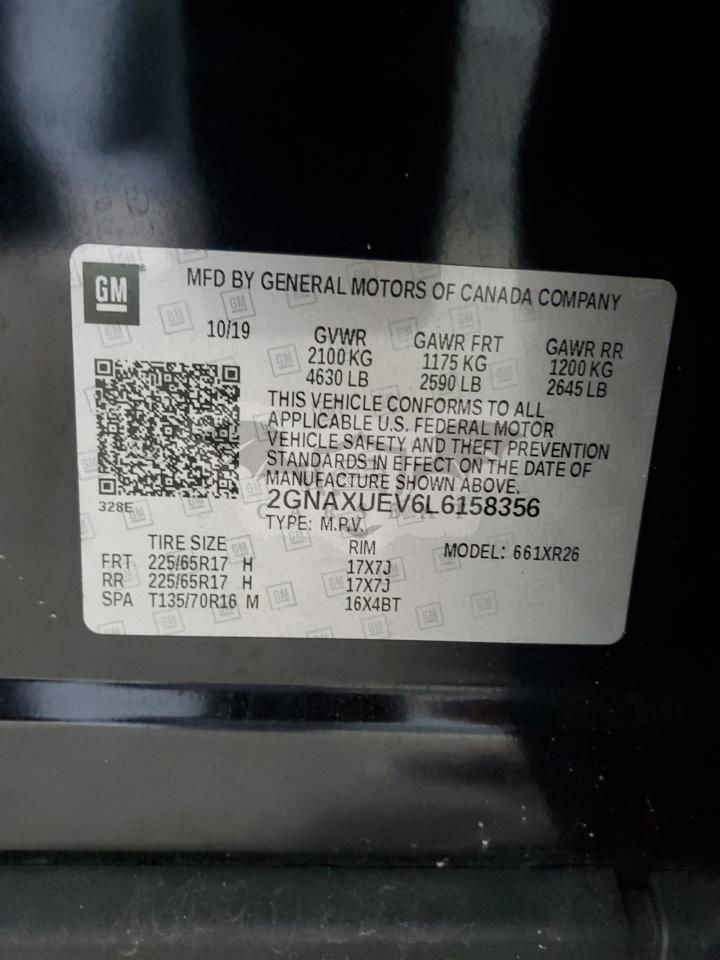 GM
MFD BY GENERAL MOTORS OF CANADA COMPANY
10/19 GVWR GAWR FRT GAWR RR
2100 KG 1175 KG 1200 KG
4630 LB 2590 LB 2645 LB
THIS VEHICLE CONFORMS TO ALL
APPLICABLE U.S. FEDERAL MOTOR
VEHICLE SAFETY AND THEFT PREVENTION
STANDARDS IN EFFECT ON THE DATE OF
MANUFACTURE SHOWN ABOVE.
328E 2GNAXUEV6L6158356
TYPE: M.P.V.
TIRE SIZE RIM MODEL: 661XR26
FRT 225/65R17 H 17X7J
RR 225/65R17 H 17X7J
SPA T135/70R16 M 16X4BT